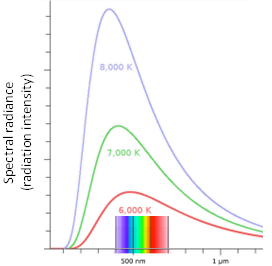 Spectral radiance
(radiation intensity)
8,000 K
7,000 K
6,000 K
500 nm
1 μm